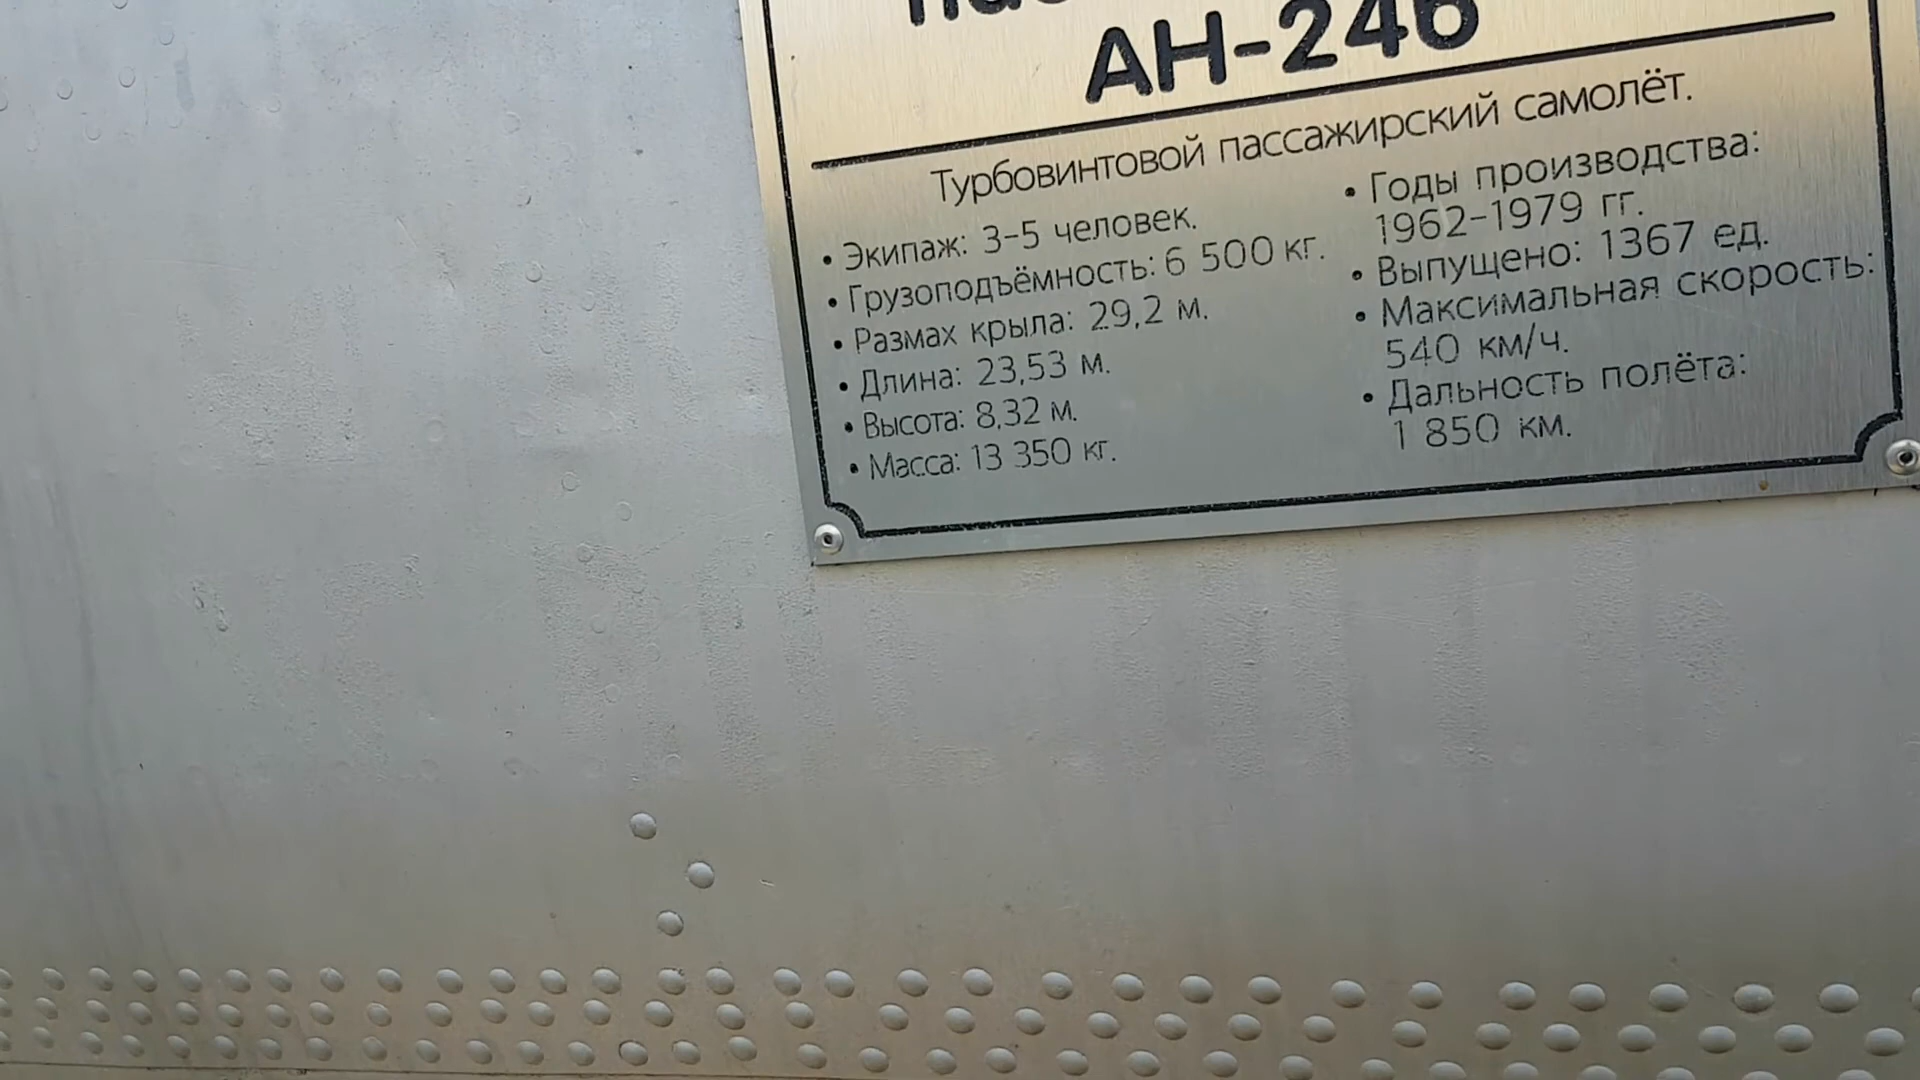 АН-24б
Турбовинтовой пассажирский самолёт.
• Экипаж: 3-5 человек.
• Грузоподъёмность: 6 500 кг.
• Размах крыла: 29,2 м.
• Длина: 23,53 м.
• Высота: 8,32 м.
• Масса: 13 350 кг.
• Годы производства:
1962-1979 гг.
• Выпущено: 1367 ед.
• Максимальная скорость:
540 км/ч.
• Дальность полёта:
1 850 км.